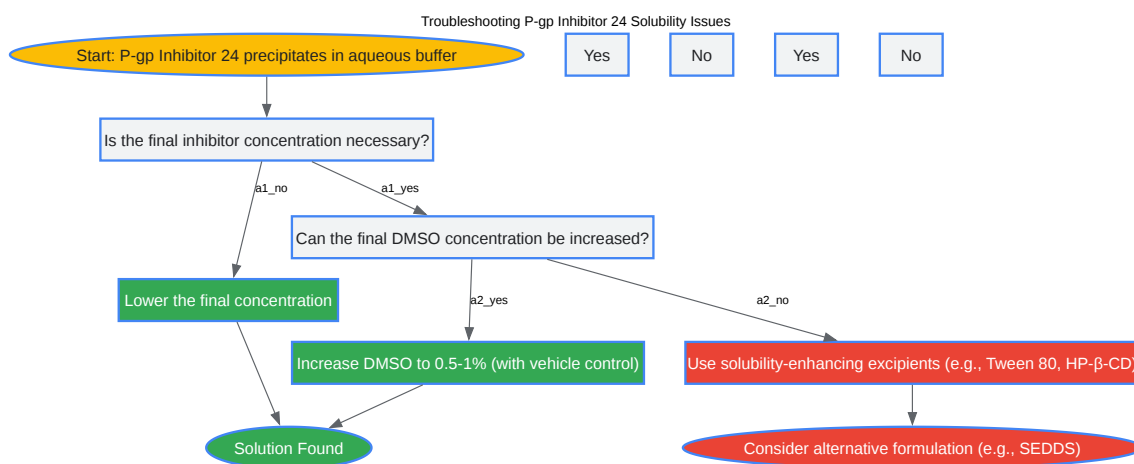 Troubleshooting P-gp Inhibitor 24 Solubility Issues
Start: P-gp Inhibitor 24 precipitates in aqueous buffer
Yes
No
Yes
No
Is the final inhibitor concentration necessary?
a1_no
a1_yes
Can the final DMSO concentration be increased?
Lower the final concentration
a2_yes
a2_no
Increase DMSO to 0.5-1% (with vehicle control)
Use solubility-enhancing excipients (e.g., Tween 80, HP-β-CD)
Solution Found
Consider alternative formulation (e.g., SEDDS)